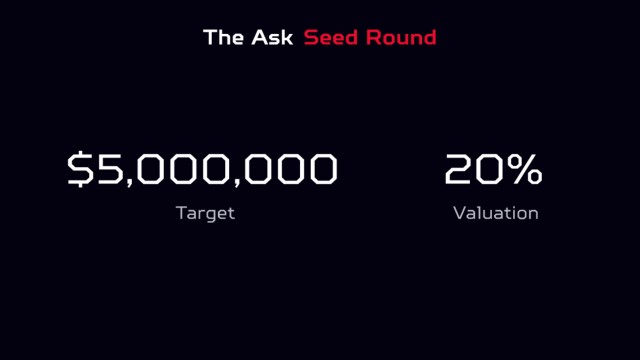 The Ask Seed Round
$5,000,000 20%
Target Valuation